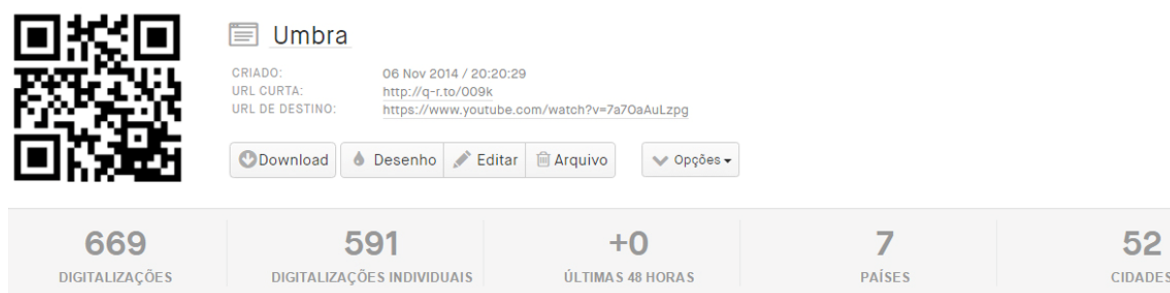 Umbra
CRIADO: 06 Nov 2014 / 20:20:29
URL CURTA: http://q-r.to/009k
URL DE DESTINO: https://www.youtube.com/watch?v=7a7OaAuLzpg
Download Desenho Editar Arquivo Opções
669 591 +0 7 52
DIGITALIZAÇÕES DIGITALIZAÇÕES INDIVIDUAIS ÚLTIMAS 48 HORAS PAÍSES CIDADES